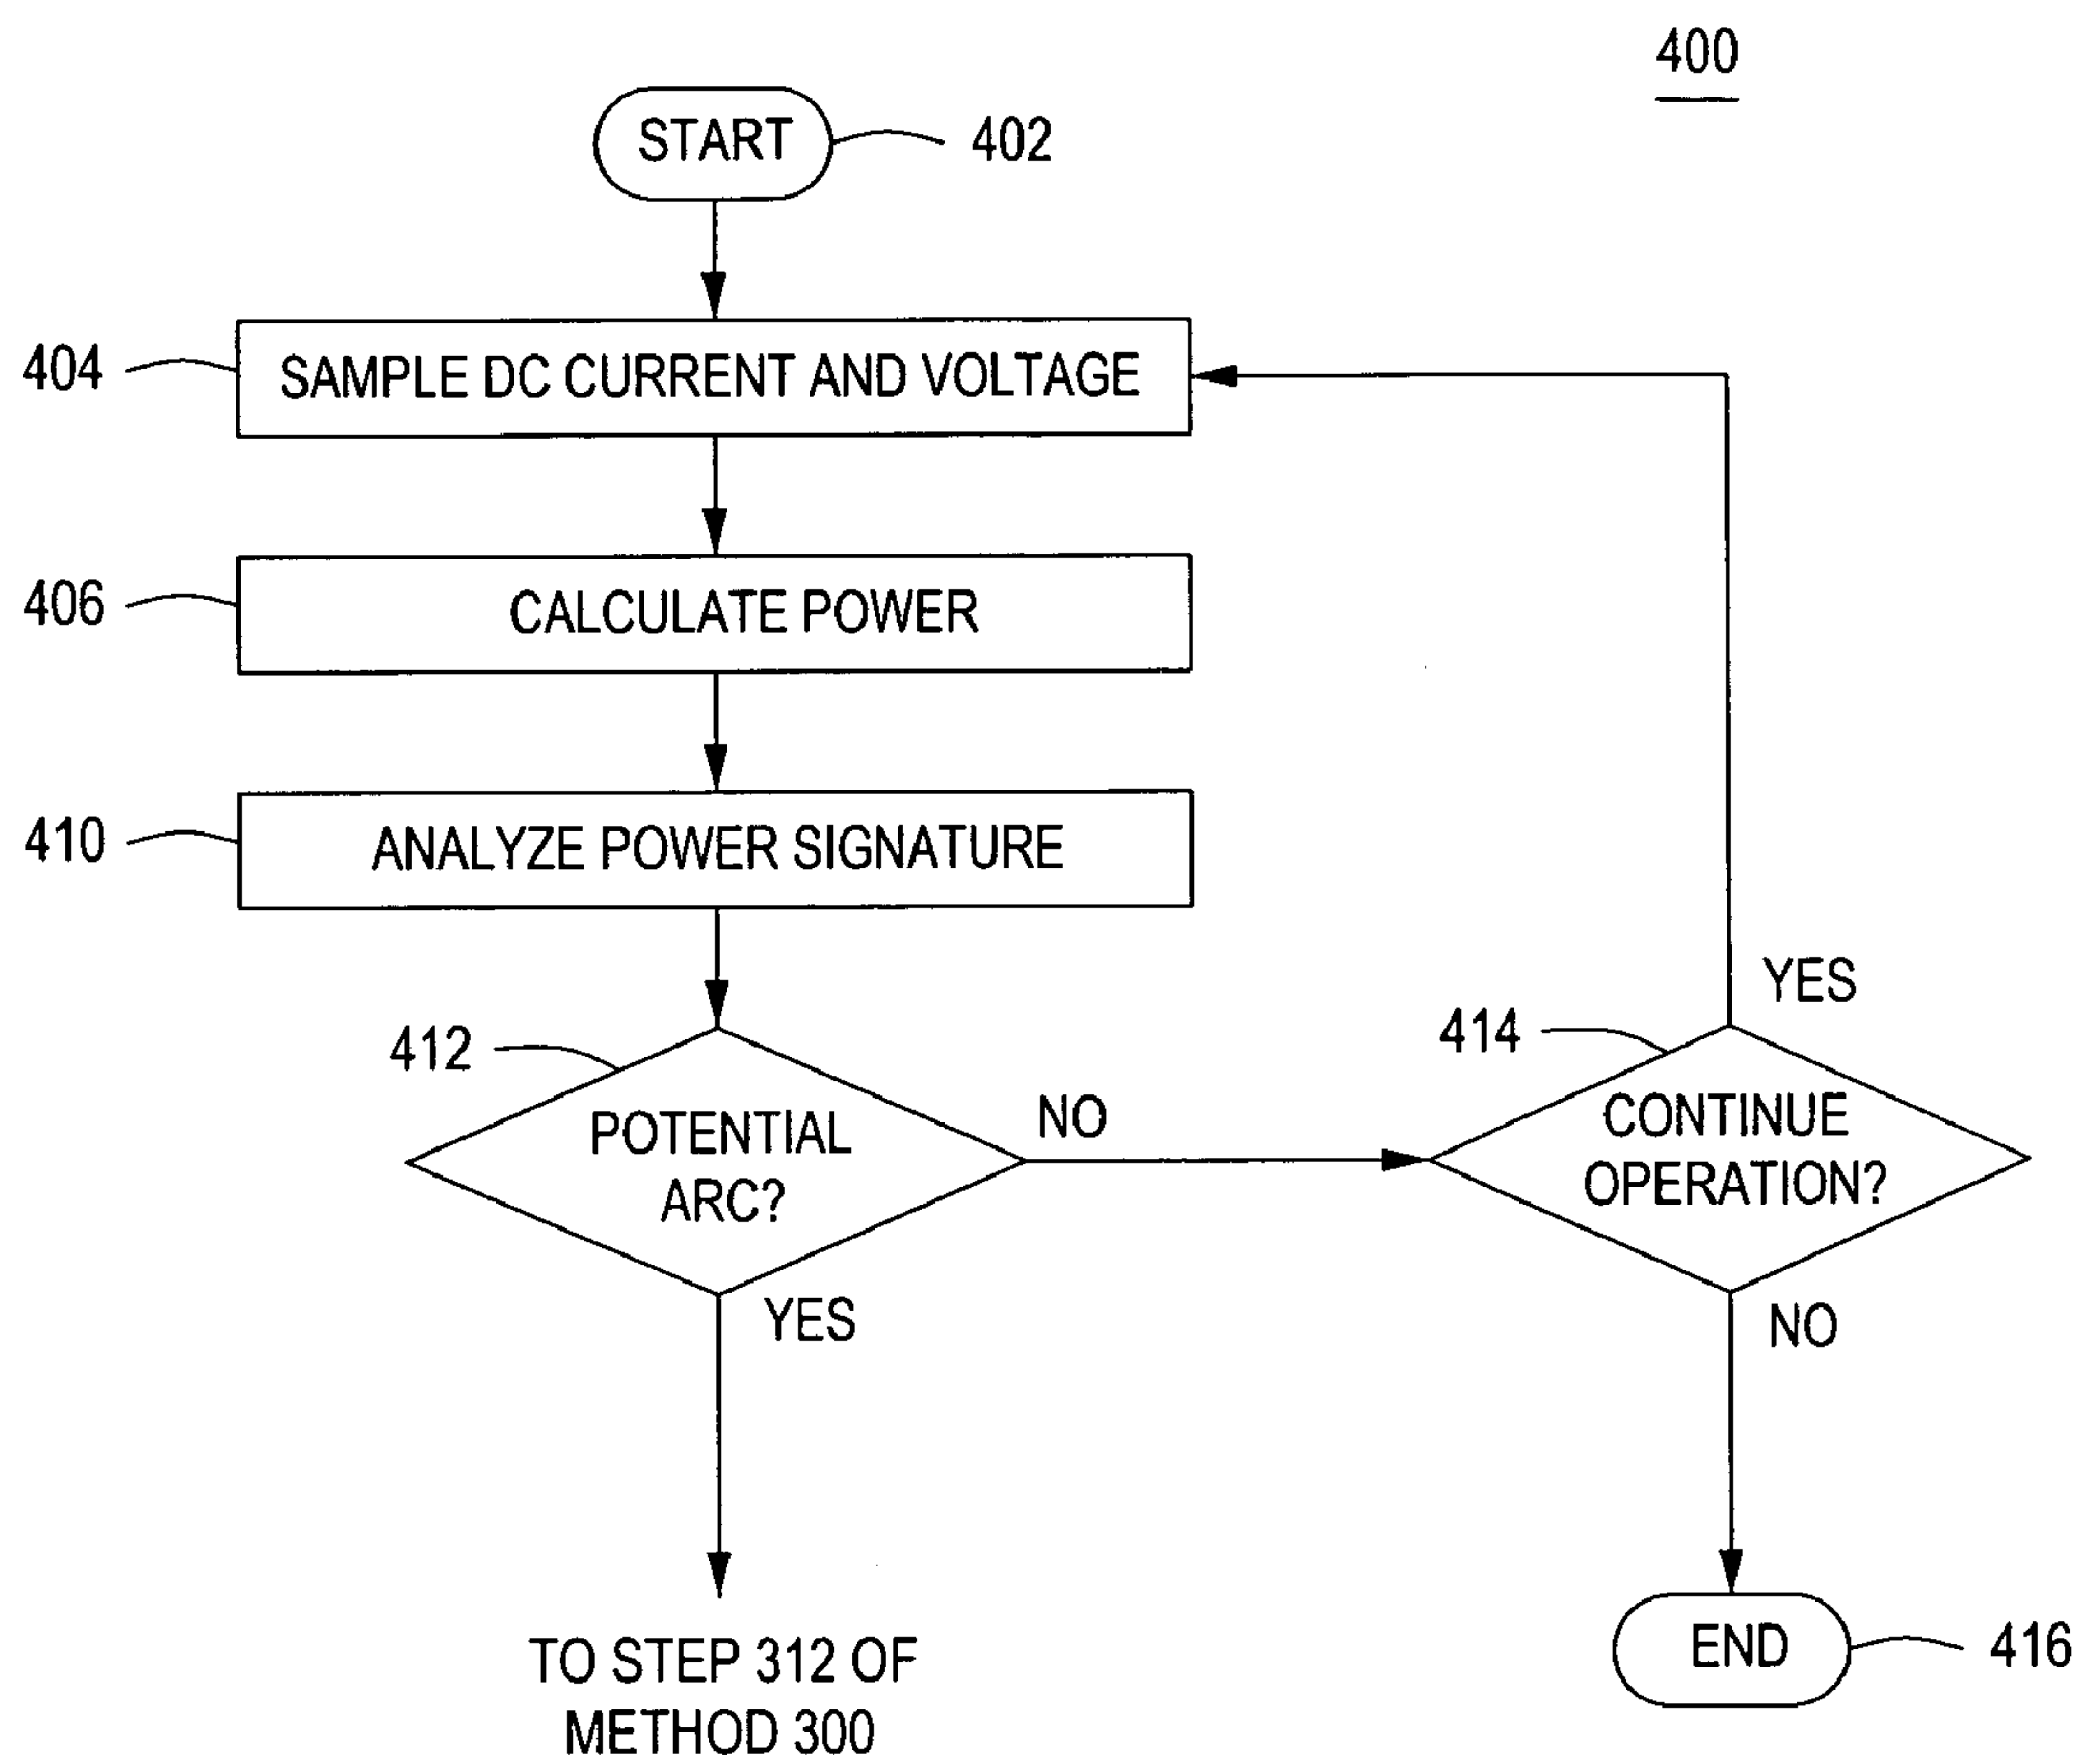 400
START
402
404
SAMPLE DC CURRENT AND VOLTAGE
406
CALCULATE POWER
410
ANALYZE POWER SIGNATURE
412
POTENTIAL
ARC?
NO
YES
414
CONTINUE
OPERATION?
YES
NO
TO STEP 312 OF
METHOD 300
END
416